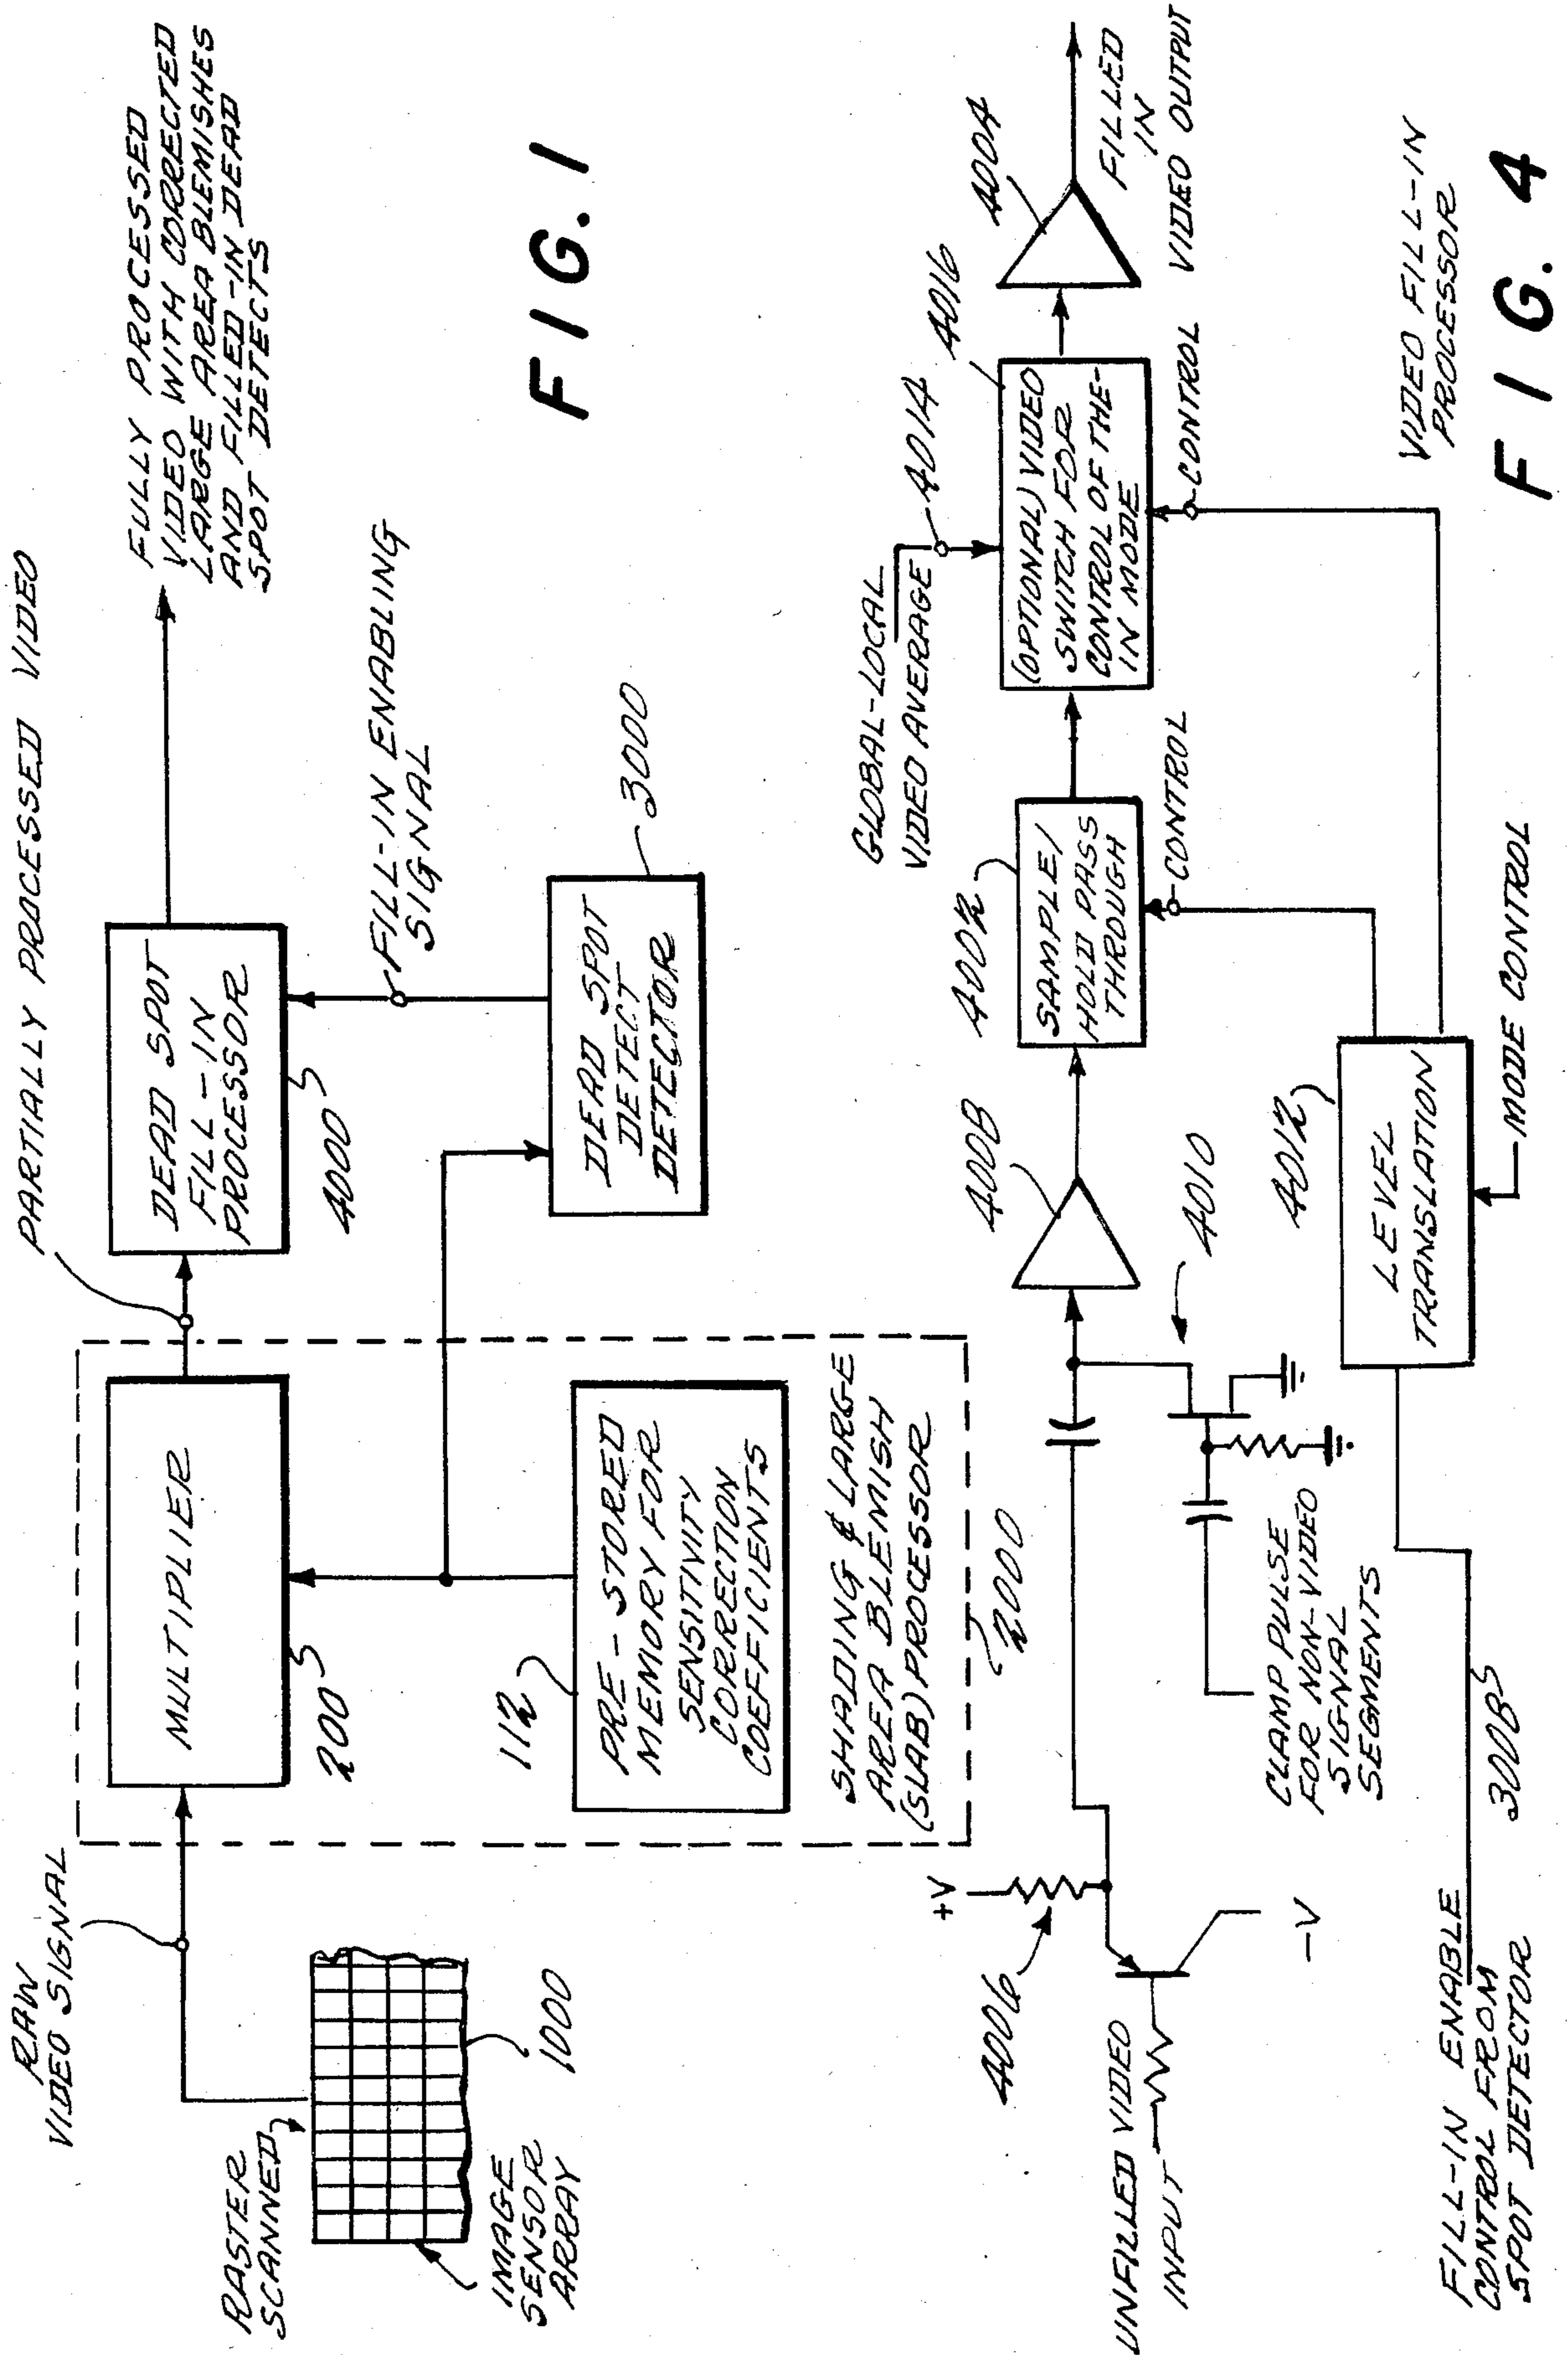 RAW
VIDEO SIGNAL
RASTER
SCANNED
IMAGE
SENSOR
ARRAY
1000
MULTIPLIER
200
112
PRE-STORED
MEMORY FOR
SENSITIVITY
CORRECTION
COEFFICIENTS
SHADING & LARGE
AREA BLEMISH
(SLAB) PROCESSOR
2000
PARTIALLY PROCESSED VIDEO
DEAD SPOT
FILL-IN
PROCESSOR
4000
FILL-IN ENABLING
SIGNAL
DEAD SPOT
DETECT
DETECTOR
3000
FULLY PROCESSED
VIDEO WITH CORRECTED
LARGE AREA BLEMISHES
AND FILLED-IN DEAD
SPOT DETECTS
FIG. 1
UNFILLED VIDEO
INPUT
+V
4006
-V
CLAMP PULSE
FOR NON-VIDEO
SIGNAL
SEGMENTS
4010
4008
4002
SAMPLE/
HOLD PASS
THROUGH
CONTROL
GLOBAL-LOCAL
VIDEO AVERAGE
4014
4016
(OPTIONAL) VIDEO
SWITCH FOR
CONTROL OF THE-
IN MODE
CONTROL
4004
FILLED
IN
VIDEO OUTPUT
FILL-IN ENABLE
CONTROL FROM
SPOT DETECTOR
3008
4012
LEVEL
TRANSLATION
MODE CONTROL
VIDEO FILL-IN
PROCESSOR
FIG. 4